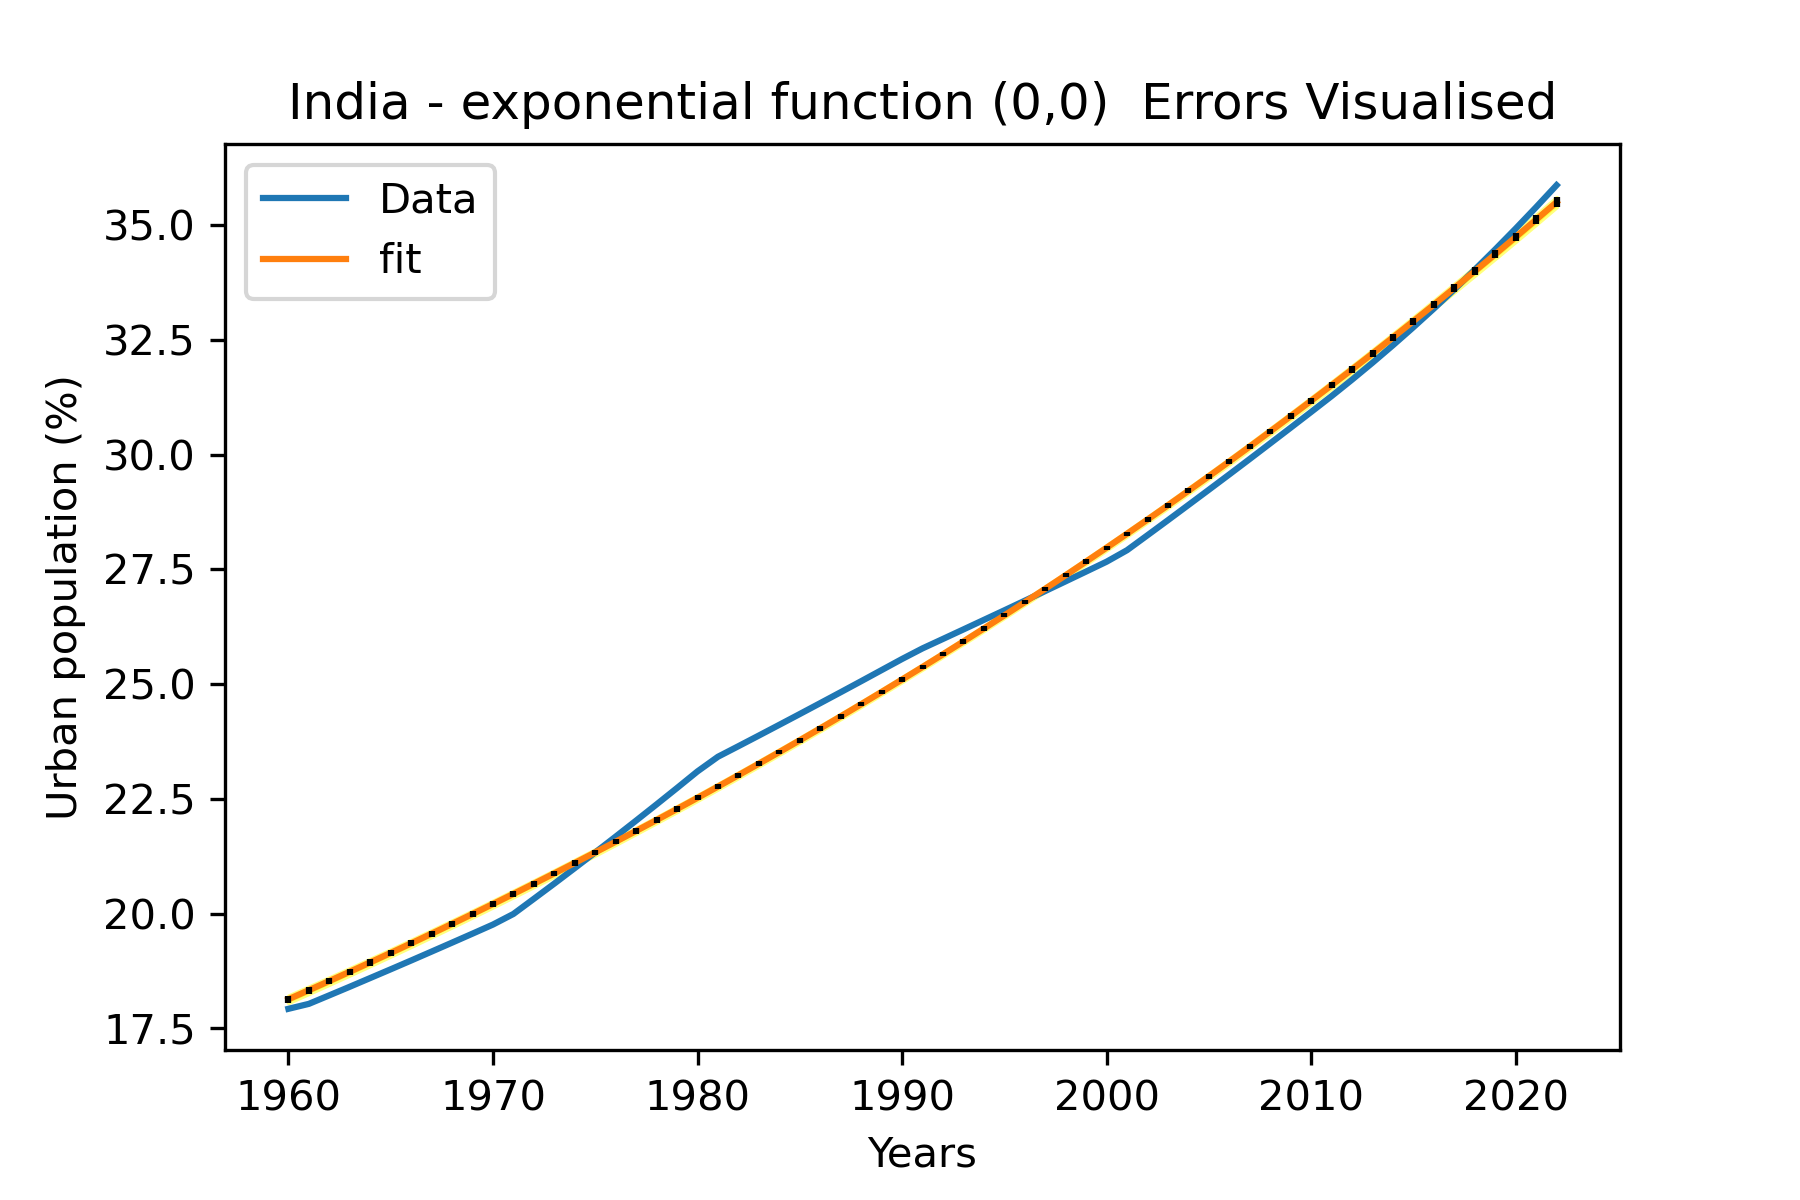 India - exponential function (0,0)  Errors Visualised
Data
fit
Urban population (%)
35.0
32.5
30.0
27.5
25.0
22.5
20.0
17.5
1960 1970 1980 1990 2000 2010 2020
Years